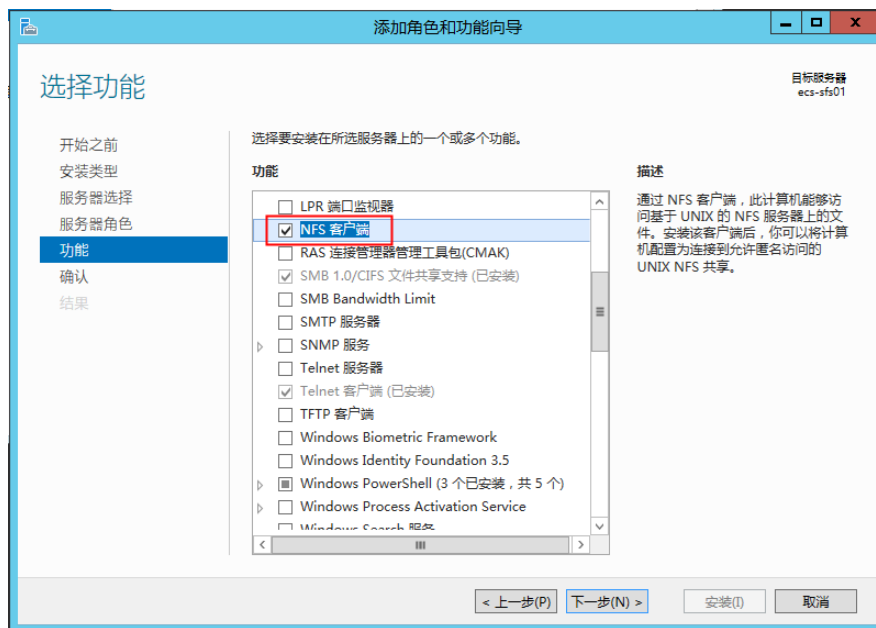 添加角色和功能向导
选择功能
目标服务器
ecs-sfs01
开始之前
安装类型
服务器选择
服务器角色
功能
确认
结果
选择要安装在所选服务器上的一个或多个功能。
功能
LPR 端口监视器
NFS 客户端
RAS 连接管理器管理工具包(CMAK)
SMB 1.0/CIFS 文件共享支持 (已安装)
SMB Bandwidth Limit
SMTP 服务器
SNMP 服务
Telnet 服务器
Telnet 客户端 (已安装)
TFTP 客户端
Windows Biometric Framework
Windows Identity Foundation 3.5
Windows PowerShell (3 个已安装，共 5 个)
Windows Process Activation Service
Windows Search 服务
描述
通过 NFS 客户端，此计算机能够访
问基于 UNIX 的 NFS 服务器上的文
件。安装该客户端后，你可以将计算
机配置为连接到允许匿名访问的
UNIX NFS 共享。
< 上一步(P)
下一步(N) >
安装(I)
取消